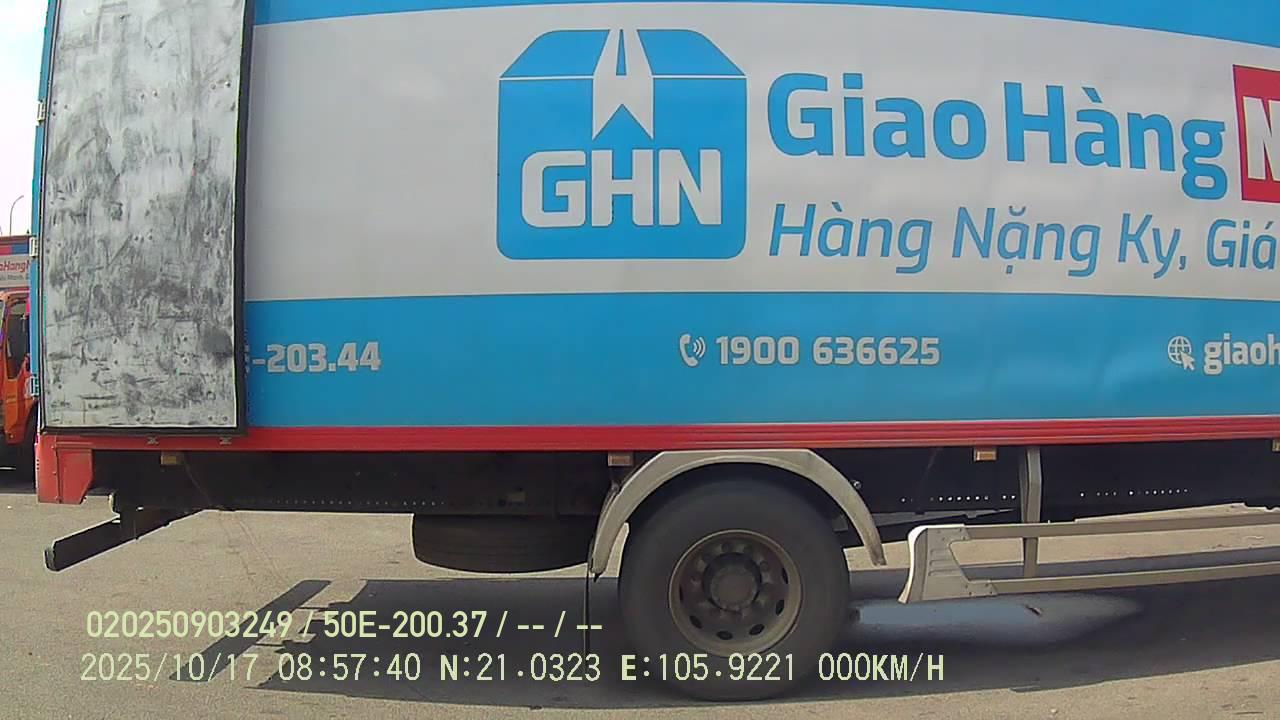 GHN
Giao Hàng N
Hàng Nặng Ky, Giá
-203.44
1900 636625
giaoh
020250903249 / 50E-200.37 / -- / --
2025/10/17 08:57:40 N:21.0323 E:105.9221 000KM/H